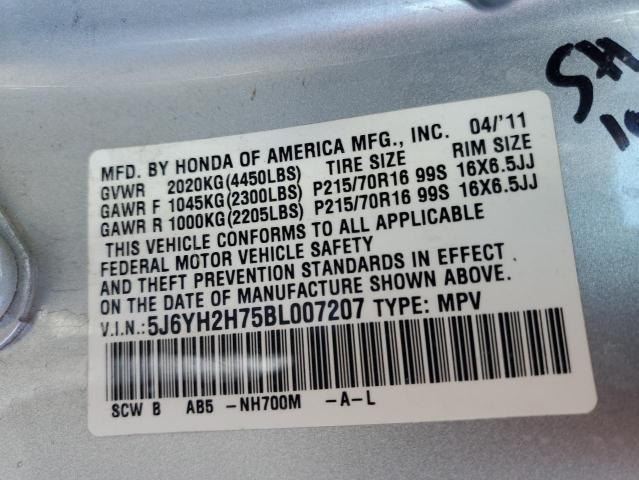 MFD. BY HONDA OF AMERICA MFG., INC. 04/'11
GVWR 2020KG(4450LBS) TIRE SIZE RIM SIZE
GAWR F 1045KG(2300LBS) P215/70R16 99S 16X6.5JJ
GAWR R 1000KG(2205LBS) P215/70R16 99S 16X6.5JJ
THIS VEHICLE CONFORMS TO ALL APPLICABLE
FEDERAL MOTOR VEHICLE SAFETY
AND THEFT PREVENTION STANDARDS IN EFFECT
ON THE DATE OF MANUFACTURE SHOWN ABOVE.
V.I.N.:5J6YH2H75BL007207 TYPE: MPV
SCW B AB5 -NH700M -A-L